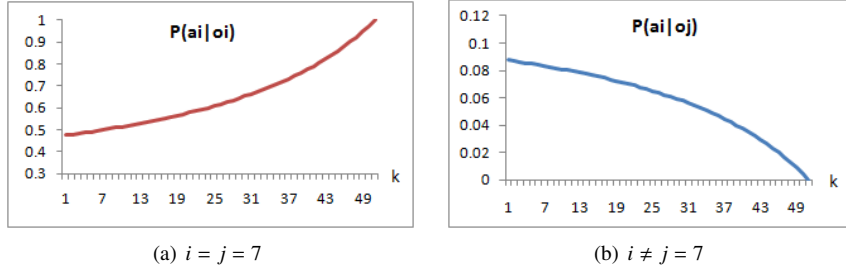 P(ai|oi)
1
0.9
0.8
0.7
0.6
0.5
0.4
0.3
1 7 13 19 25 31 37 43 49
k
(a) i = j = 7
P(ai|oj)
0.12
0.1
0.08
0.06
0.04
0.02
0
1 7 13 19 25 31 37 43 49
k
(b) i ≠ j = 7